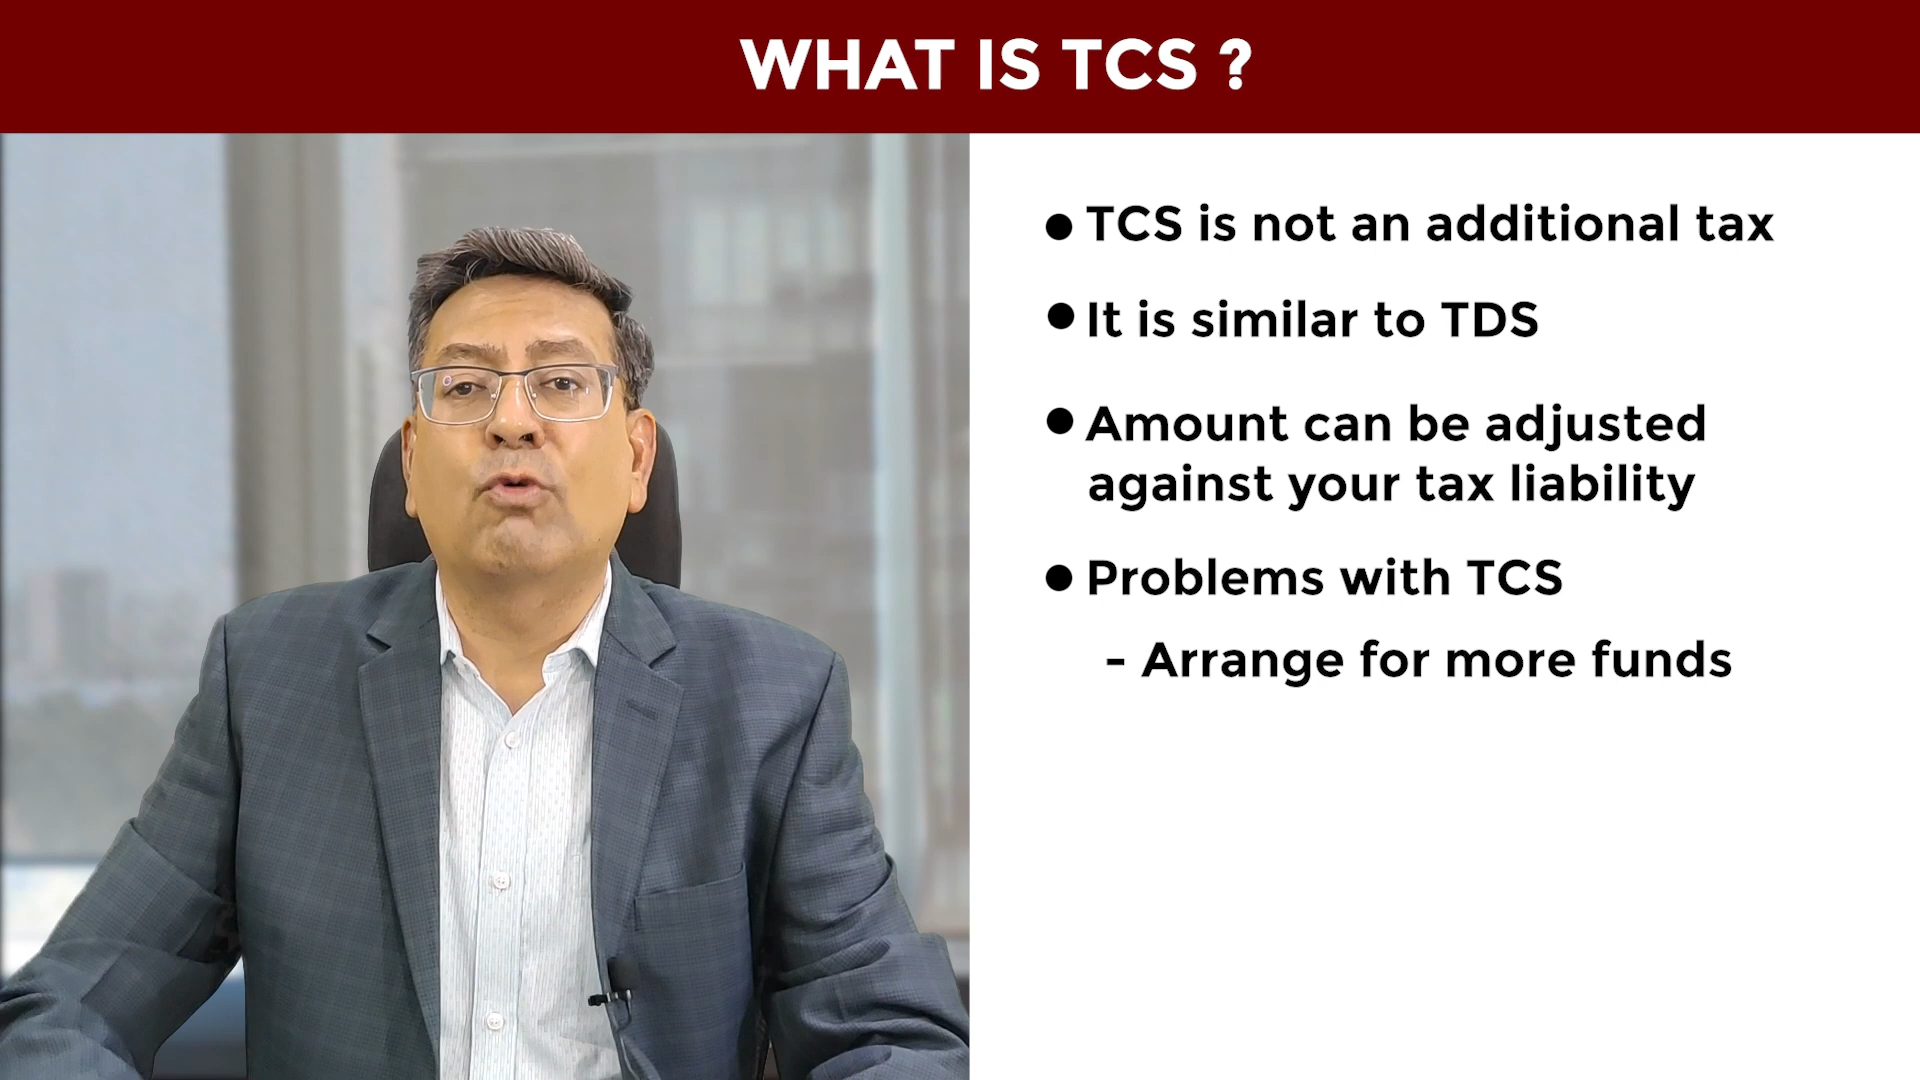 WHAT IS TCS ?
● TCS is not an additional tax
● It is similar to TDS
● Amount can be adjusted
against your tax liability
● Problems with TCS
- Arrange for more funds